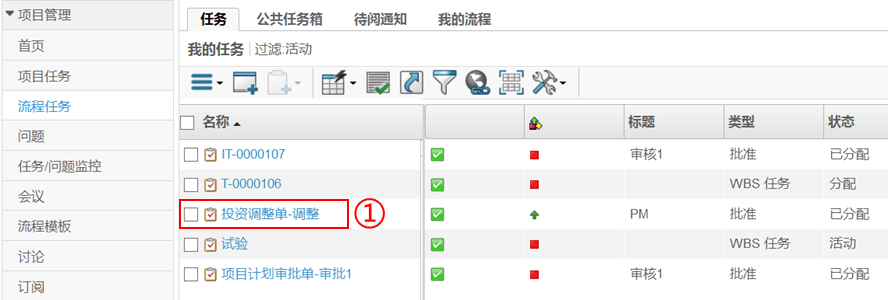 项目管理
首页
项目任务
流程任务
问题
任务/问题监控
会议
流程模板
讨论
订阅
任务 公共任务箱 待阅通知 我的流程
我的任务 过滤:活动
名称 标题 类型 状态
IT-0000107 审核1 批准 已分配
T-0000106 WBS 任务 分配
投资调整单-调整 ① PM 批准 已分配
试验 WBS 任务 活动
项目计划审批单-审批1 审核1 批准 已分配